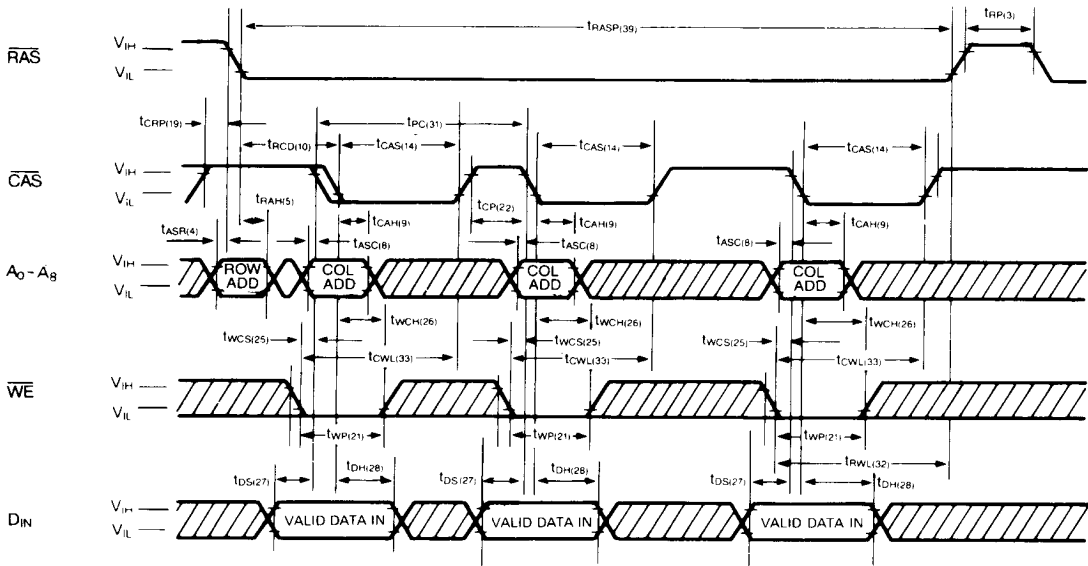 tRASP(39)
tRP(3)
RAS
VIH
VIL
tCRP(19)
tPC(31)
tRCD(10)
tCAS(14)
tCAS(14)
tCAS(14)
CAS
VIH
VIL
tRAH(5)
tCAH(9)
tCP(22)
tCAH(9)
tCAH(9)
tASR(4)
tASC(8)
tASC(8)
tASC(8)
A0 - A8
VIH
VIL
ROW ADD
COL ADD
COL ADD
COL ADD
tWCH(26)
tWCH(26)
tWCH(26)
tWCS(25)
tWCS(25)
tWCS(25)
tCWL(33)
tCWL(33)
tCWL(33)
WE
VIH
VIL
tWP(21)
tWP(21)
tWP(21)
tRWL(32)
tDS(27)
tDH(28)
tDS(27)
tDH(28)
tDS(27)
tDH(28)
DIN
VIH
VIL
VALID DATA IN
VALID DATA IN
VALID DATA IN